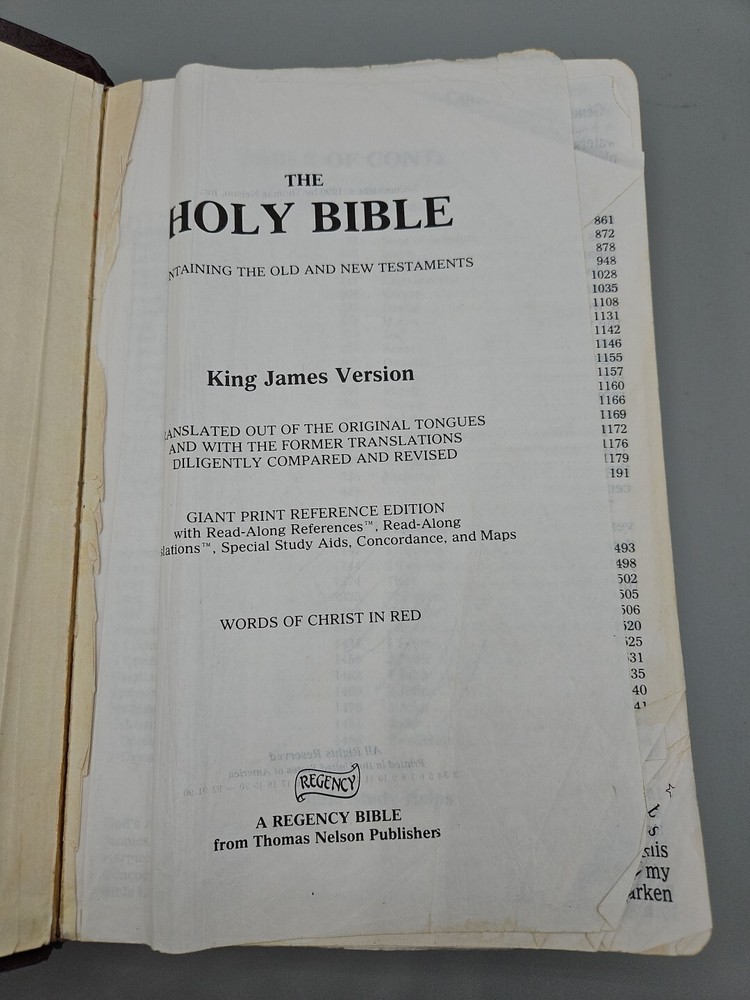 THE
HOLY BIBLE
NTAINING THE OLD AND NEW TESTAMENTS
King James Version
ANSLATED OUT OF THE ORIGINAL TONGUES
AND WITH THE FORMER TRANSLATIONS
DILIGENTLY COMPARED AND REVISED
GIANT PRINT REFERENCE EDITION
with Read-Along References™, Read-Along
lations™, Special Study Aids, Concordance, and Maps
WORDS OF CHRIST IN RED
REGENCY
A REGENCY BIBLE
from Thomas Nelson Publishers
861
872
878
948
1028
1035
1108
1131
1142
1146
1155
1157
1160
1166
1169
1172
1176
1179
191
493
498
502
505
506
520
525
531
35
40
41
his
my
arken